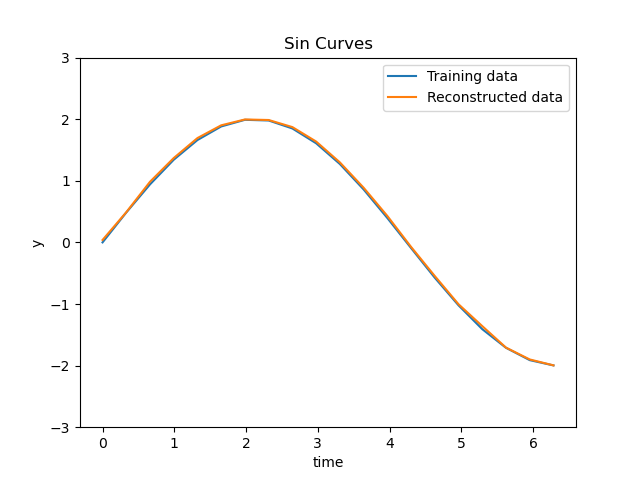 Sin Curves
Training data
Reconstructed data
y
3
2
1
0
−1
−2
−3
0 1 2 3 4 5 6
time